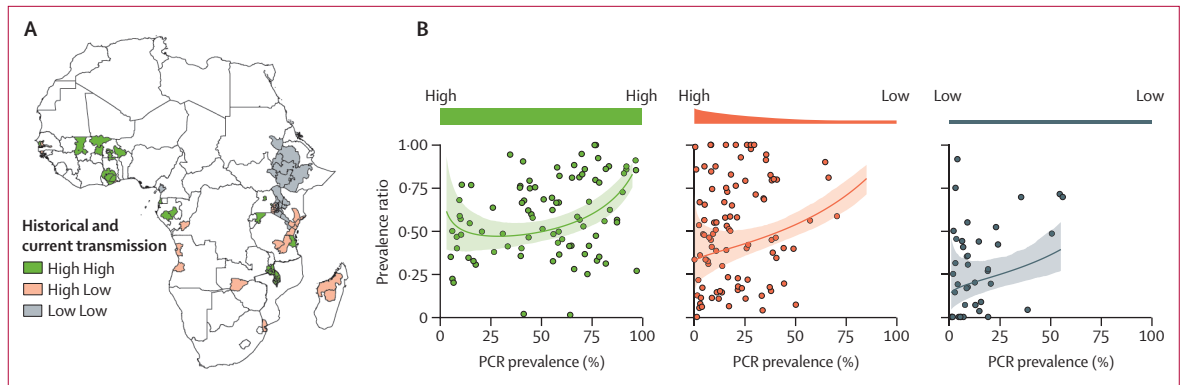 A
B
Historical and
current transmission
High High
High Low
Low Low
High High
High Low
Low Low
Prevalence ratio
1·00
0·75
0·50
0·25
0
0 25 50 75 100
PCR prevalence (%)
0 25 50 75 100
PCR prevalence (%)
0 25 50 75 100
PCR prevalence (%)